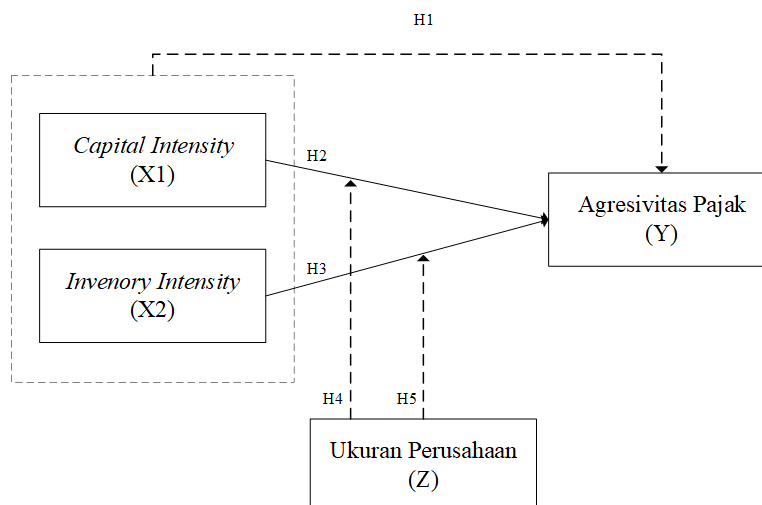 H1
Capital Intensity
(X1)
H2
Agresivitas Pajak
(Y)
Invenory Intensity
(X2)
H3
H4
H5
Ukuran Perusahaan
(Z)